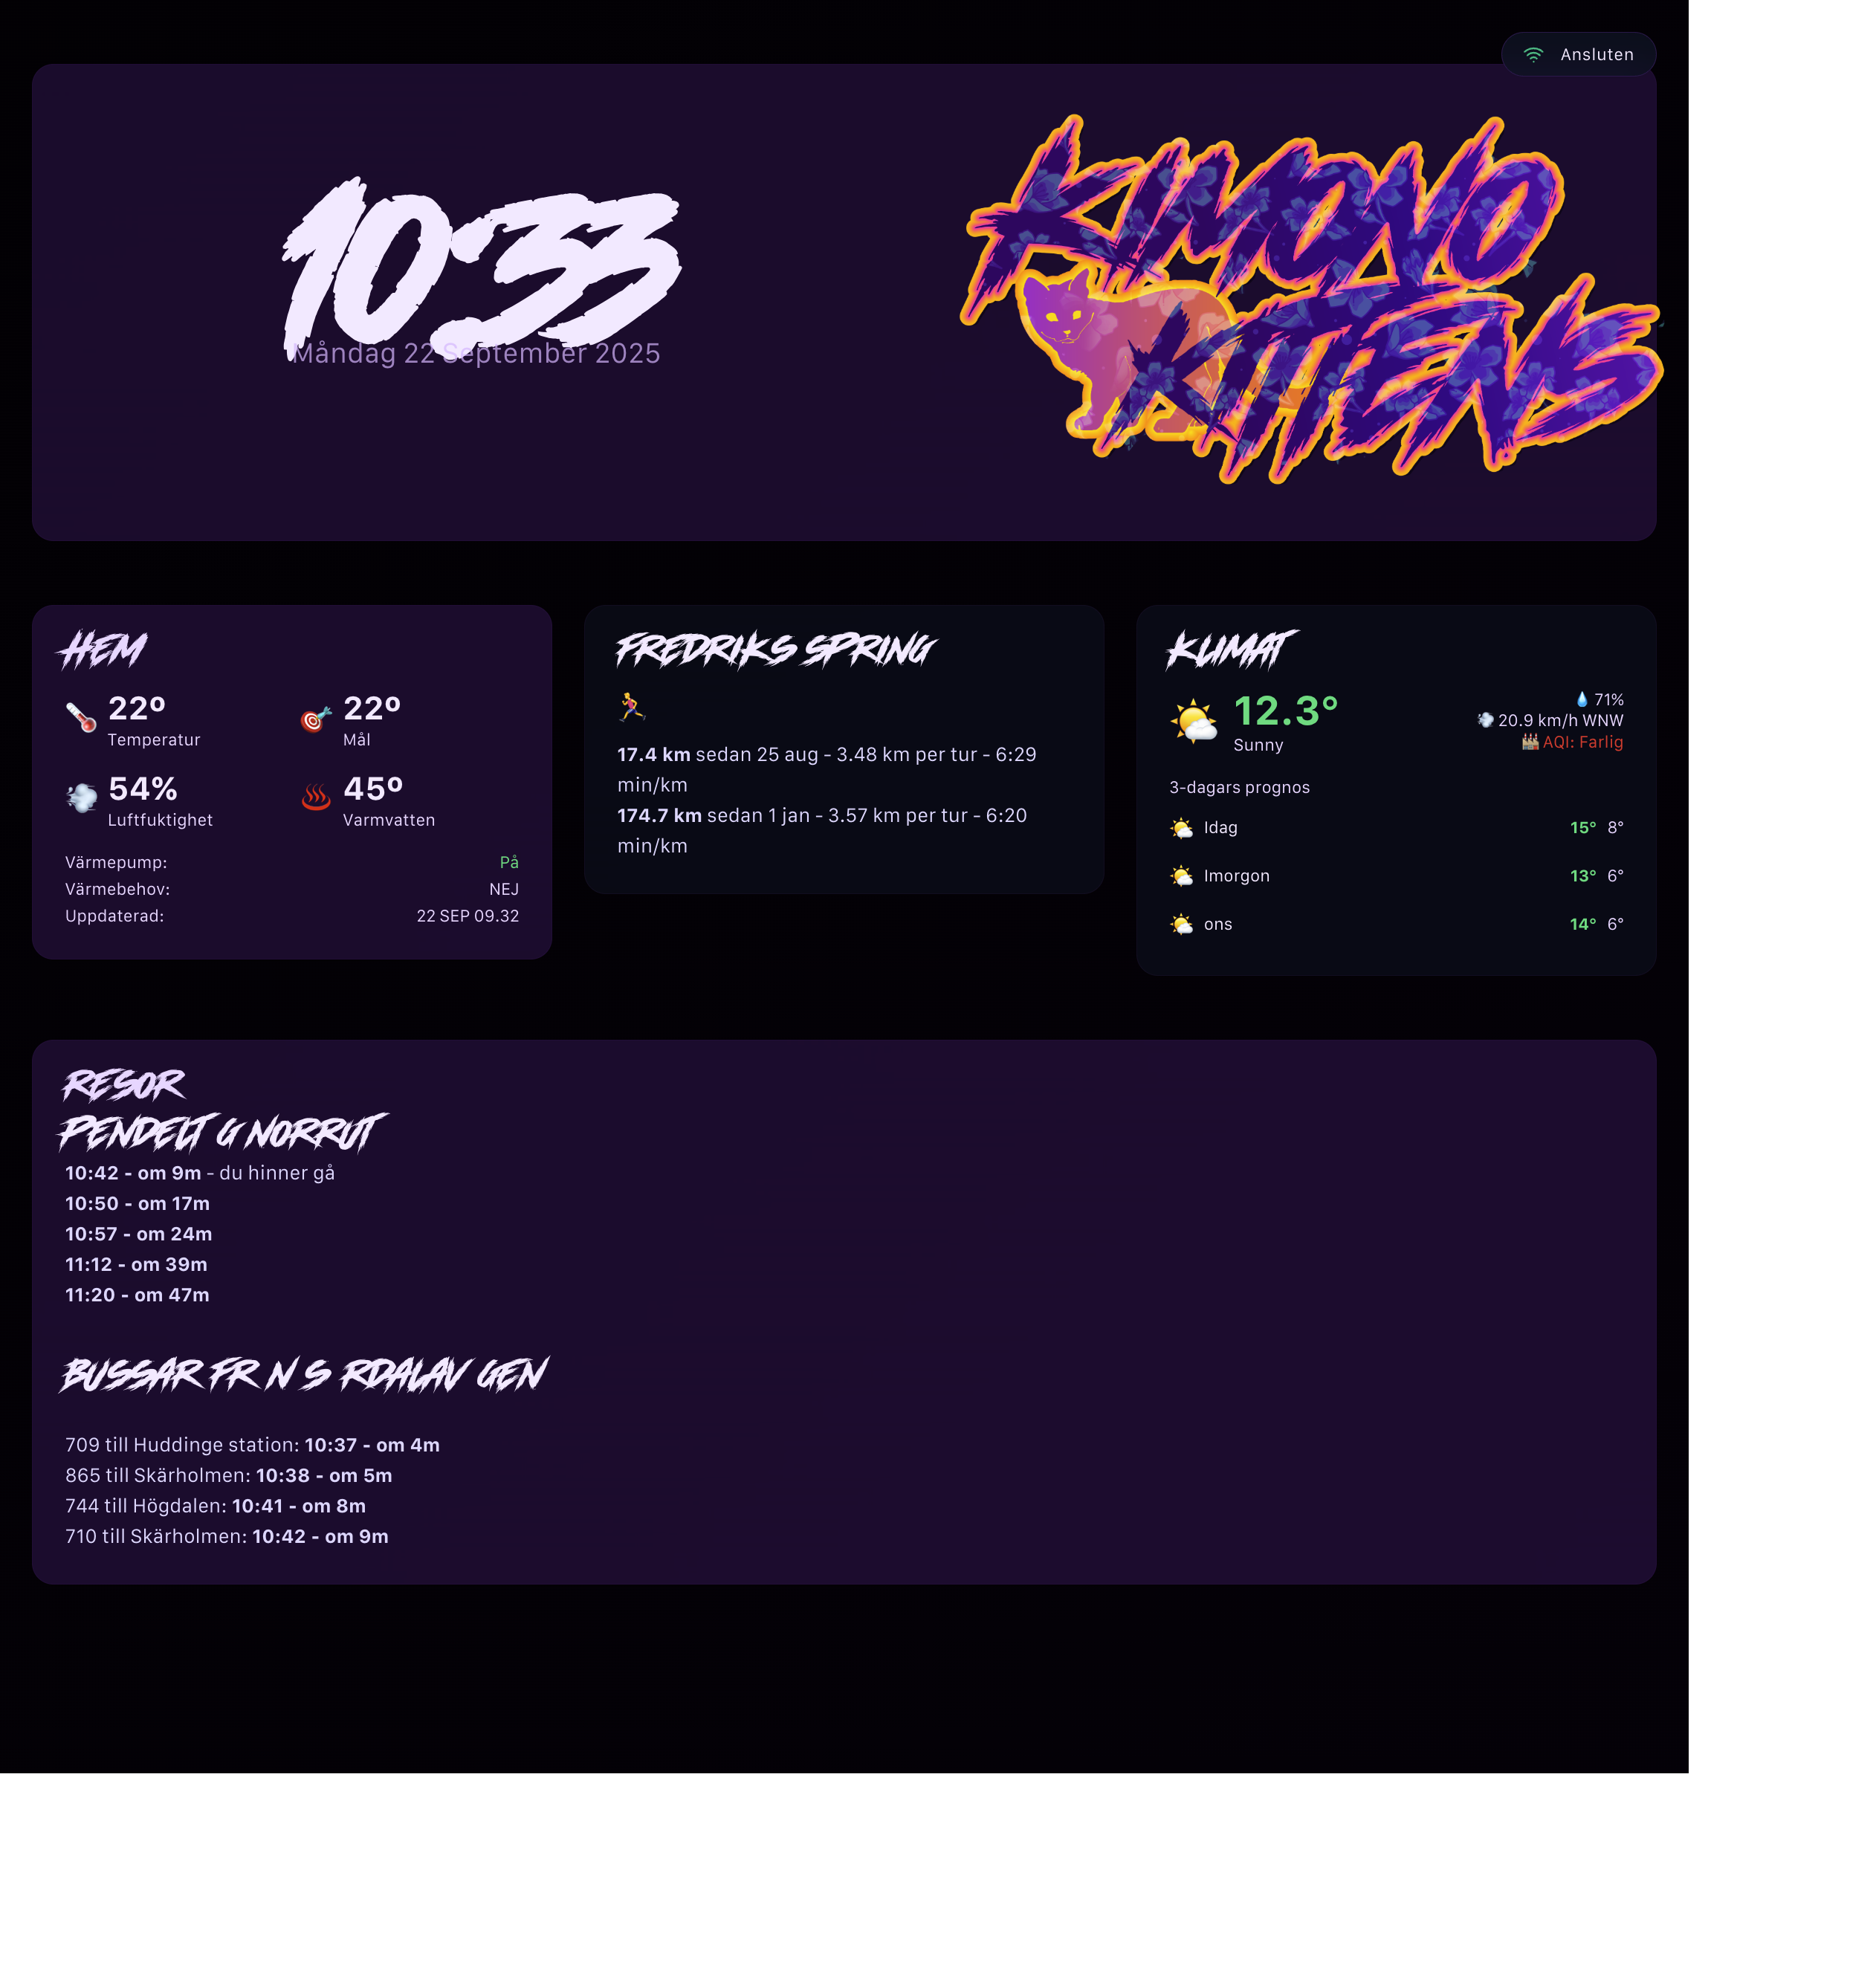 Ansluten
10:33
Måndag 22 September 2025
KIMONO
KITTENS
HEM
22º
Temperatur
22º
Mål
54%
Luftfuktighet
45º
Varmvatten
Värmepump: På
Värmebehov: NEJ
Uppdaterad: 22 SEP 09.32
FREDRIKS SPRING
17.4 km sedan 25 aug - 3.48 km per tur - 6:29
min/km
174.7 km sedan 1 jan - 3.57 km per tur - 6:20
min/km
KLIMAT
12.3°
Sunny
71%
20.9 km/h WNW
AQI: Farlig
3-dagars prognos
Idag 15° 8°
Imorgon 13° 6°
ons 14° 6°
RESOR
PENDELT G NORRUT
10:42 - om 9m - du hinner gå
10:50 - om 17m
10:57 - om 24m
11:12 - om 39m
11:20 - om 47m
BUSSAR FR N S RDALAV GEN
709 till Huddinge station: 10:37 - om 4m
865 till Skärholmen: 10:38 - om 5m
744 till Högdalen: 10:41 - om 8m
710 till Skärholmen: 10:42 - om 9m